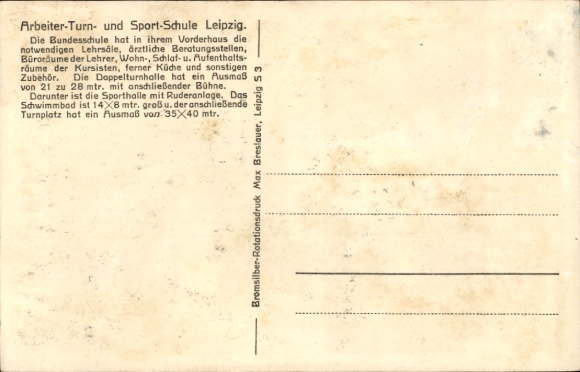 Arbeiter-Turn- und Sport-Schule Leipzig.
Die Bundesschule hat in ihrem Vorderhaus die
notwendigen Lehrsäle, ärztliche Beratungsstellen,
Büroräume der Lehrer, Wohn-, Schlaf- u. Aufenthalts-
räume der Kursisten, ferner Küche und sonstigen
Zubehör. Die Doppelturnhalle hat ein Ausmaß
von 21 zu 28 mtr. mit anschließender Bühne.
Darunter ist die Sporthalle mit Ruderanlage. Das
Schwimmbad ist 14×8 mtr. groß u. der anschließende
Turnplatz hat ein Ausmaß von 35×40 mtr.
Bromsilber-Rotationsdruck Max Breslauer, Leipzig S 3